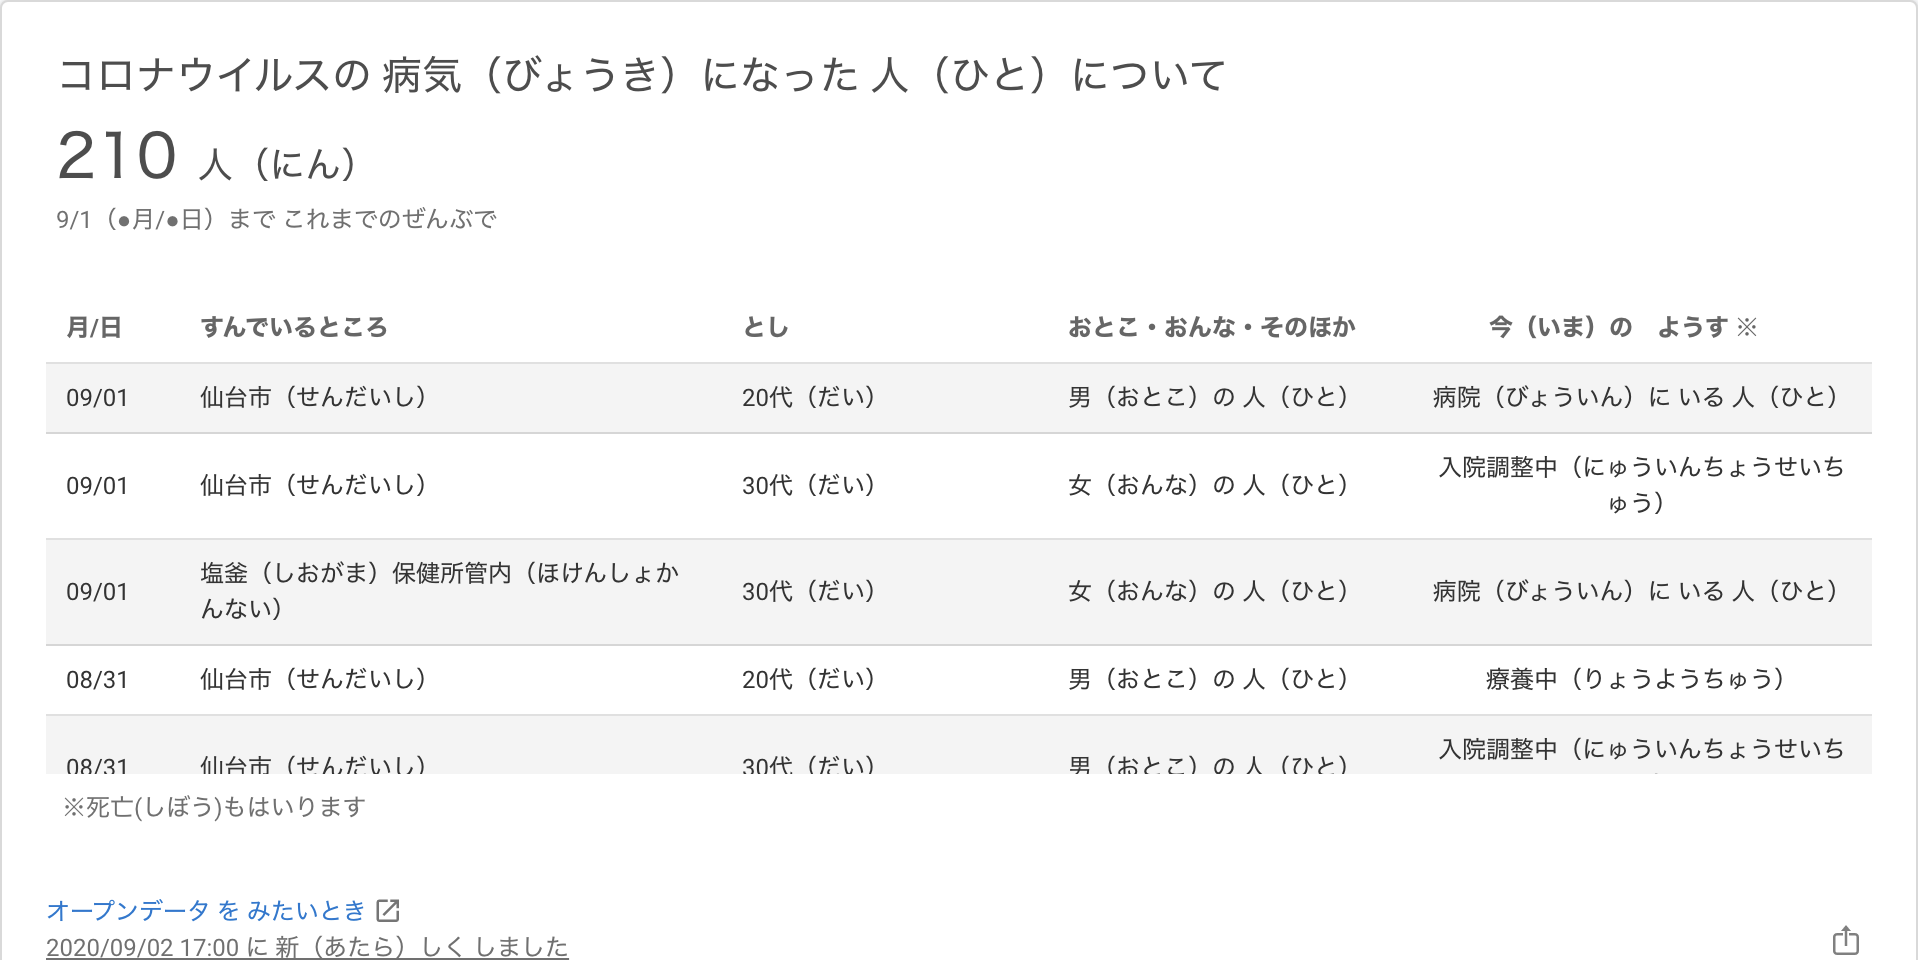 コロナウイルスの 病気（びょうき）になった 人（ひと）について
210 人（にん）
9/1（●月/●日）まで これまでのぜんぶで
月/日 すんでいるところ とし おとこ・おんな・そのほか 今（いま）の　ようす ※
09/01 仙台市（せんだいし） 20代（だい） 男（おとこ）の 人（ひと） 病院（びょういん）に いる 人（ひと）
09/01 仙台市（せんだいし） 30代（だい） 女（おんな）の 人（ひと） 入院調整中（にゅういんちょうせいち
ゅう）
09/01 塩釜（しおがま）保健所管内（ほけんしょか
んない） 30代（だい） 女（おんな）の 人（ひと） 病院（びょういん）に いる 人（ひと）
08/31 仙台市（せんだいし） 20代（だい） 男（おとこ）の 人（ひと） 療養中（りょうようちゅう）
08/31 仙台市（せんだいし） 30代（だい） 男（おとこ）の 人（ひと） 入院調整中（にゅういんちょうせいち
※死亡(しぼう)もはいります
オープンデータ を みたいとき
2020/09/02 17:00 に 新（あたら）しく しました